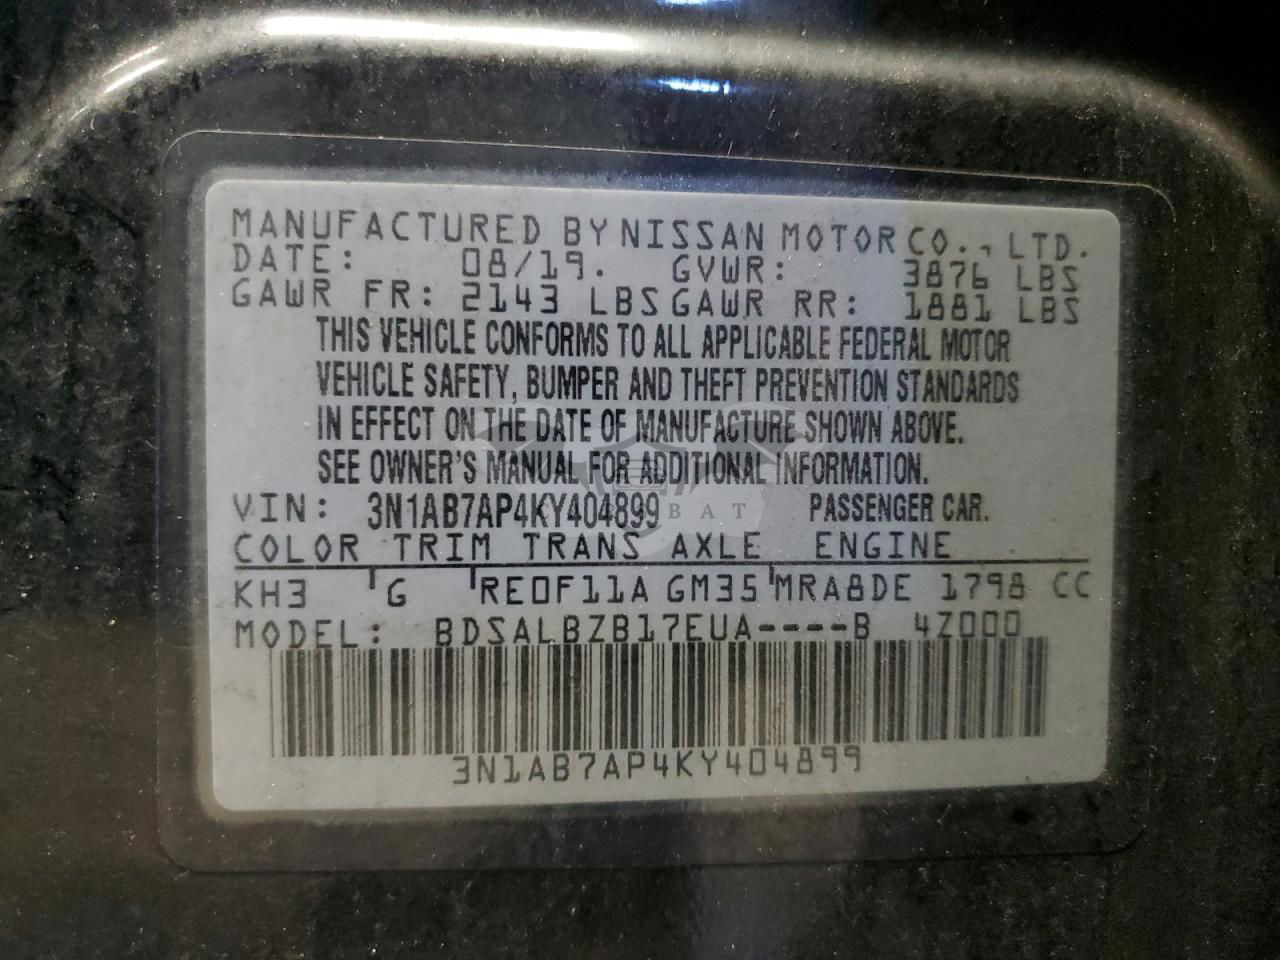 MANUFACTURED BY NISSAN MOTOR CO., LTD.
DATE: 08/19. GVWR: 3876 LBS
GAWR FR: 2143 LBS GAWR RR: 1881 LBS
THIS VEHICLE CONFORMS TO ALL APPLICABLE FEDERAL MOTOR
VEHICLE SAFETY, BUMPER AND THEFT PREVENTION STANDARDS
IN EFFECT ON THE DATE OF MANUFACTURE SHOWN ABOVE.
SEE OWNER'S MANUAL FOR ADDITIONAL INFORMATION.
VIN: 3N1AB7AP4KY404899 PASSENGER CAR.
COLOR TRIM TRANS AXLE ENGINE
KH3 G RE0F11A GM35 MRA8DE 1798 CC
MODEL: BDSALBZB17EUA----B 4Z000
3N1AB7AP4KY404899